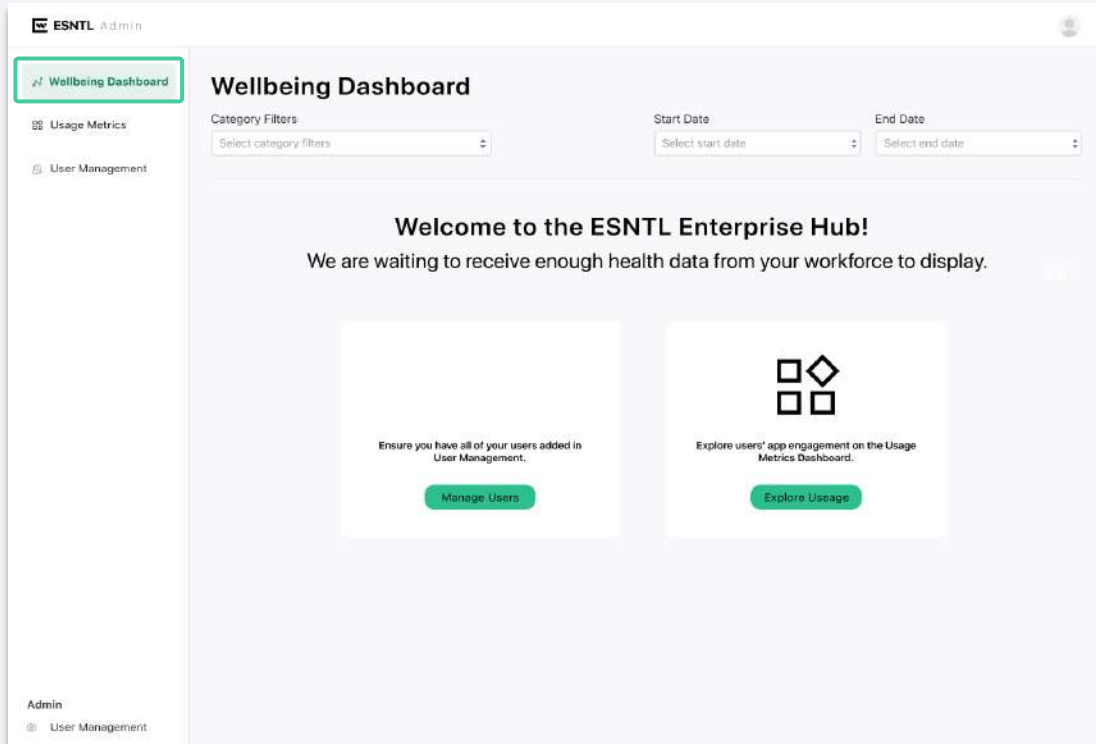 ESNTL Admin
Wellbeing Dashboard
Usage Metrics
User Management
Wellbeing Dashboard
Category Filters
Select category filters
Start Date
Select start date
End Date
Select end date
Welcome to the ESNTL Enterprise Hub!
We are waiting to receive enough health data from your workforce to display.
Ensure you have all of your users added in
User Management.
Manage Users
Explore users' app engagement on the Usage
Metrics Dashboard.
Explore Useage
Admin
User Management